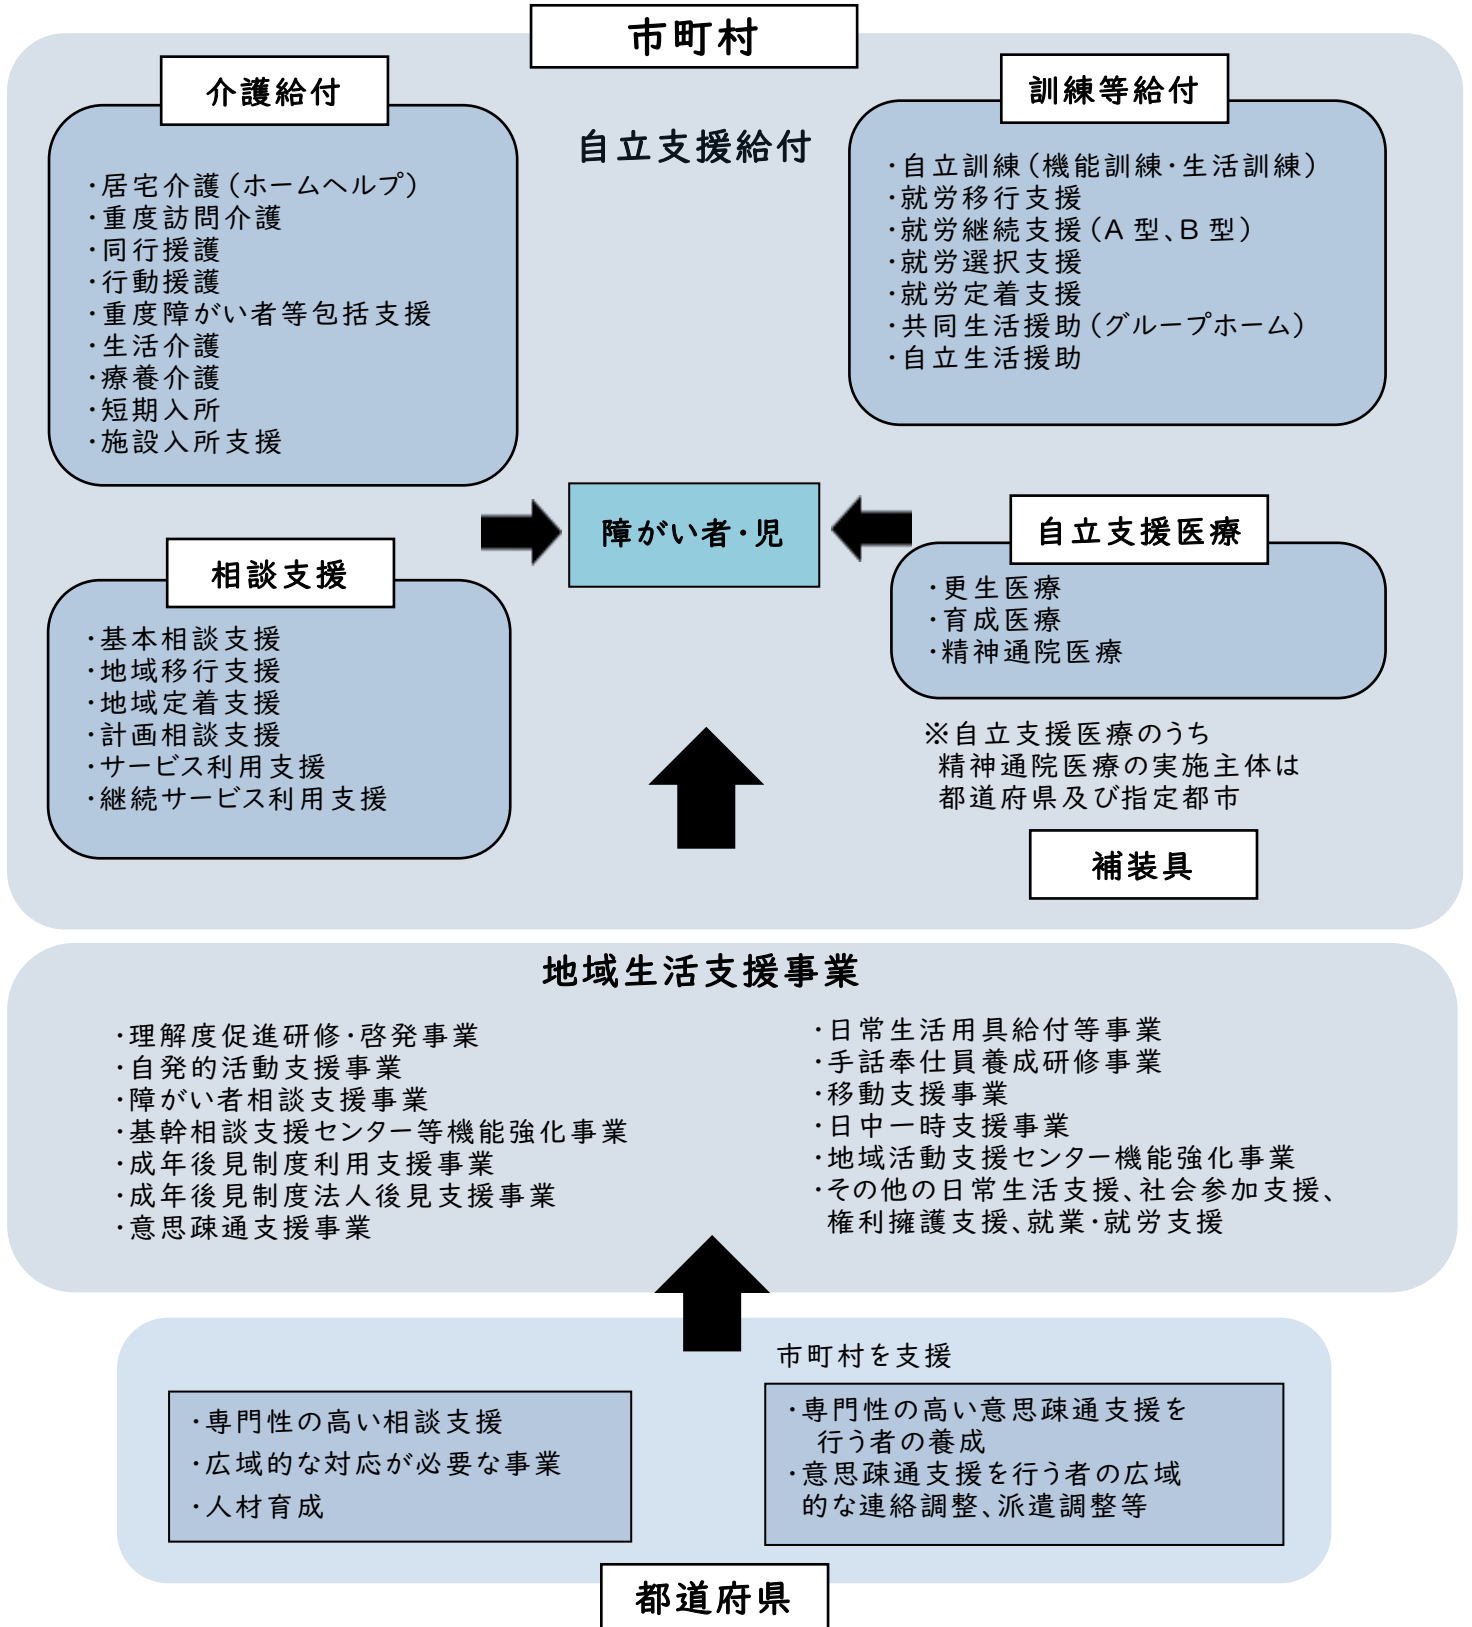 市町村
自立支援給付
介護給付
・居宅介護（ホームヘルプ）
・重度訪問介護
・同行援護
・行動援護
・重度障がい者等包括支援
・生活介護
・療養介護
・短期入所
・施設入所支援
訓練等給付
・自立訓練（機能訓練・生活訓練）
・就労移行支援
・就労継続支援（A 型、B 型）
・就労選択支援
・就労定着支援
・共同生活援助（グループホーム）
・自立生活援助
障がい者・児
相談支援
・基本相談支援
・地域移行支援
・地域定着支援
・計画相談支援
・サービス利用支援
・継続サービス利用支援
自立支援医療
・更生医療
・育成医療
・精神通院医療
※自立支援医療のうち
精神通院医療の実施主体は
都道府県及び指定都市
補装具
地域生活支援事業
・理解度促進研修・啓発事業
・自発的活動支援事業
・障がい者相談支援事業
・基幹相談支援センター等機能強化事業
・成年後見制度利用支援事業
・成年後見制度法人後見支援事業
・意思疎通支援事業
・日常生活用具給付等事業
・手話奉仕員養成研修事業
・移動支援事業
・日中一時支援事業
・地域活動支援センター機能強化事業
・その他の日常生活支援、社会参加支援、
権利擁護支援、就業・就労支援
市町村を支援
・専門性の高い相談支援
・広域的な対応が必要な事業
・人材育成
・専門性の高い意思疎通支援を
行う者の養成
・意思疎通支援を行う者の広域
的な連絡調整、派遣調整等
都道府県